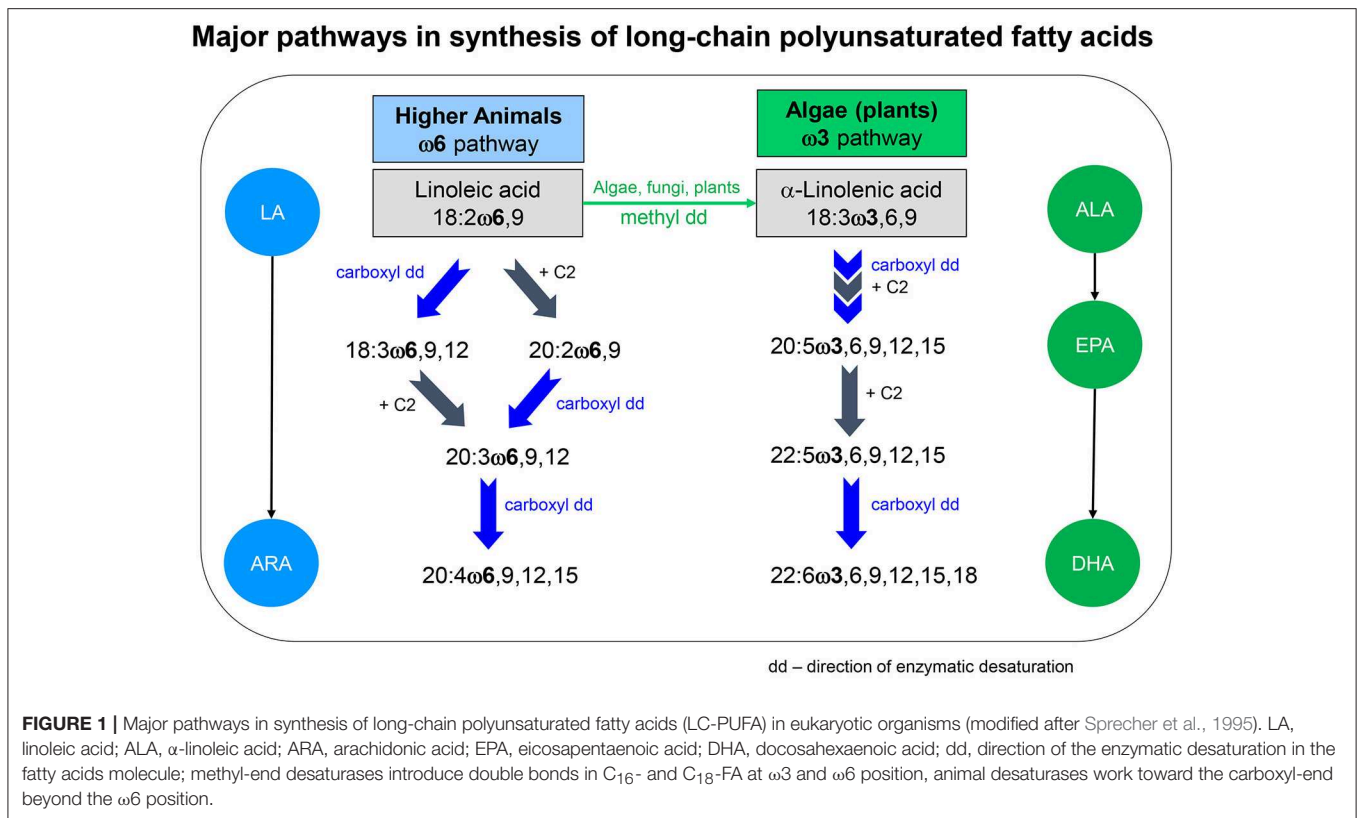 Major pathways in synthesis of long-chain polyunsaturated fatty acids
Higher Animals
ω6 pathway
Algae (plants)
ω3 pathway
LA
Linoleic acid
18:2ω6,9
Algae, fungi, plants
methyl dd
α-Linolenic acid
18:3ω3,6,9
ALA
carboxyl dd
+ C2
carboxyl dd
+ C2
18:3ω6,9,12
20:2ω6,9
20:5ω3,6,9,12,15
EPA
+ C2
carboxyl dd
+ C2
20:3ω6,9,12
22:5ω3,6,9,12,15
carboxyl dd
carboxyl dd
ARA
20:4ω6,9,12,15
22:6ω3,6,9,12,15,18
DHA
dd – direction of enzymatic desaturation
FIGURE 1 | Major pathways in synthesis of long-chain polyunsaturated fatty acids (LC-PUFA) in eukaryotic organisms (modified after Sprecher et al., 1995). LA,
linoleic acid; ALA, α-linoleic acid; ARA, arachidonic acid; EPA, eicosapentaenoic acid; DHA, docosahexaenoic acid; dd, direction of the enzymatic desaturation in the
fatty acids molecule; methyl-end desaturases introduce double bonds in C16- and C18-FA at ω3 and ω6 position, animal desaturases work toward the carboxyl-end
beyond the ω6 position.